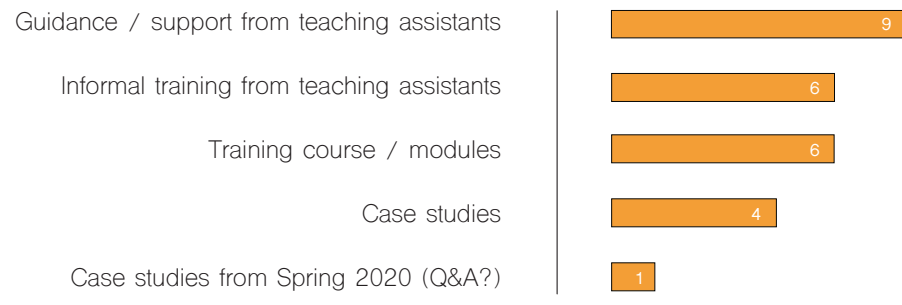 Guidance / support from teaching assistants 9
Informal training from teaching assistants 6
Training course / modules 6
Case studies 4
Case studies from Spring 2020 (Q&A?) 1